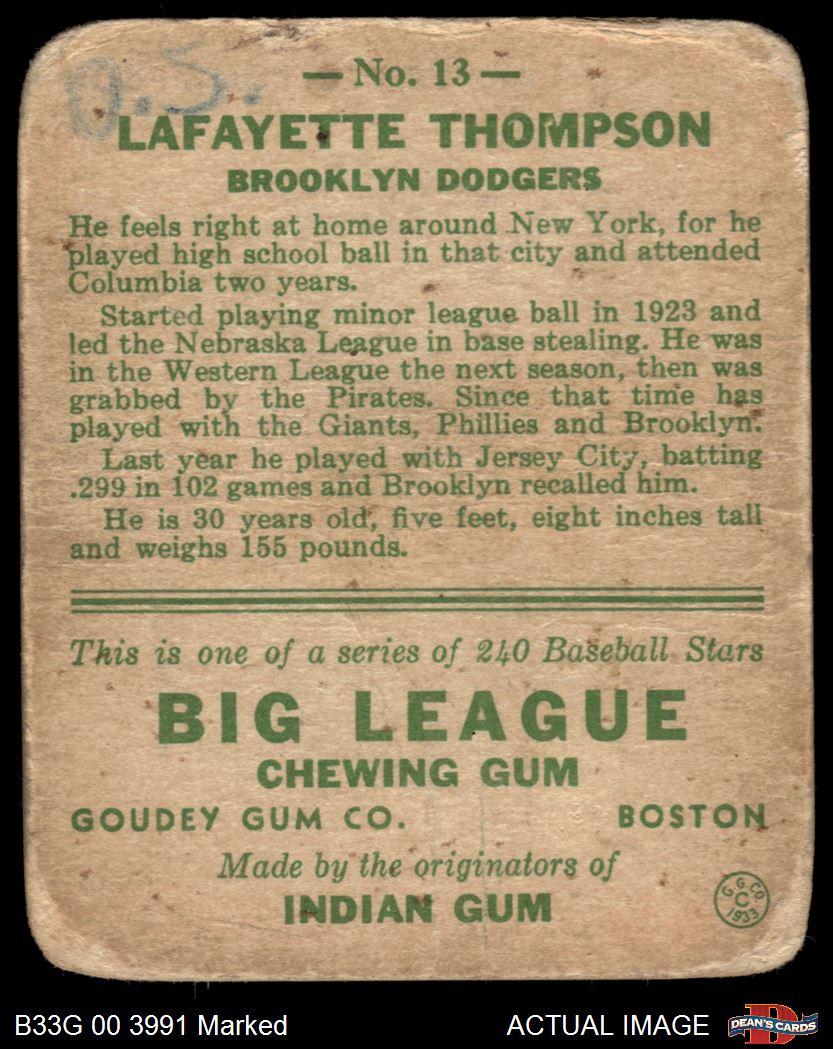 O.S.
— No. 13 —
LAFAYETTE THOMPSON
BROOKLYN DODGERS
He feels right at home around New York, for he
played high school ball in that city and attended
Columbia two years.
Started playing minor league ball in 1923 and
led the Nebraska League in base stealing. He was
in the Western League the next season, then was
grabbed by the Pirates. Since that time has
played with the Giants, Phillies and Brooklyn.
Last year he played with Jersey City, batting
.299 in 102 games and Brooklyn recalled him.
He is 30 years old, five feet, eight inches tall
and weighs 155 pounds.
This is one of a series of 240 Baseball Stars
BIG LEAGUE
CHEWING GUM
GOUDEY GUM CO. BOSTON
Made by the originators of
INDIAN GUM
G. G. CO
C
1933
B33G 00 3991 Marked ACTUAL IMAGE
D
DEAN'S CARDS